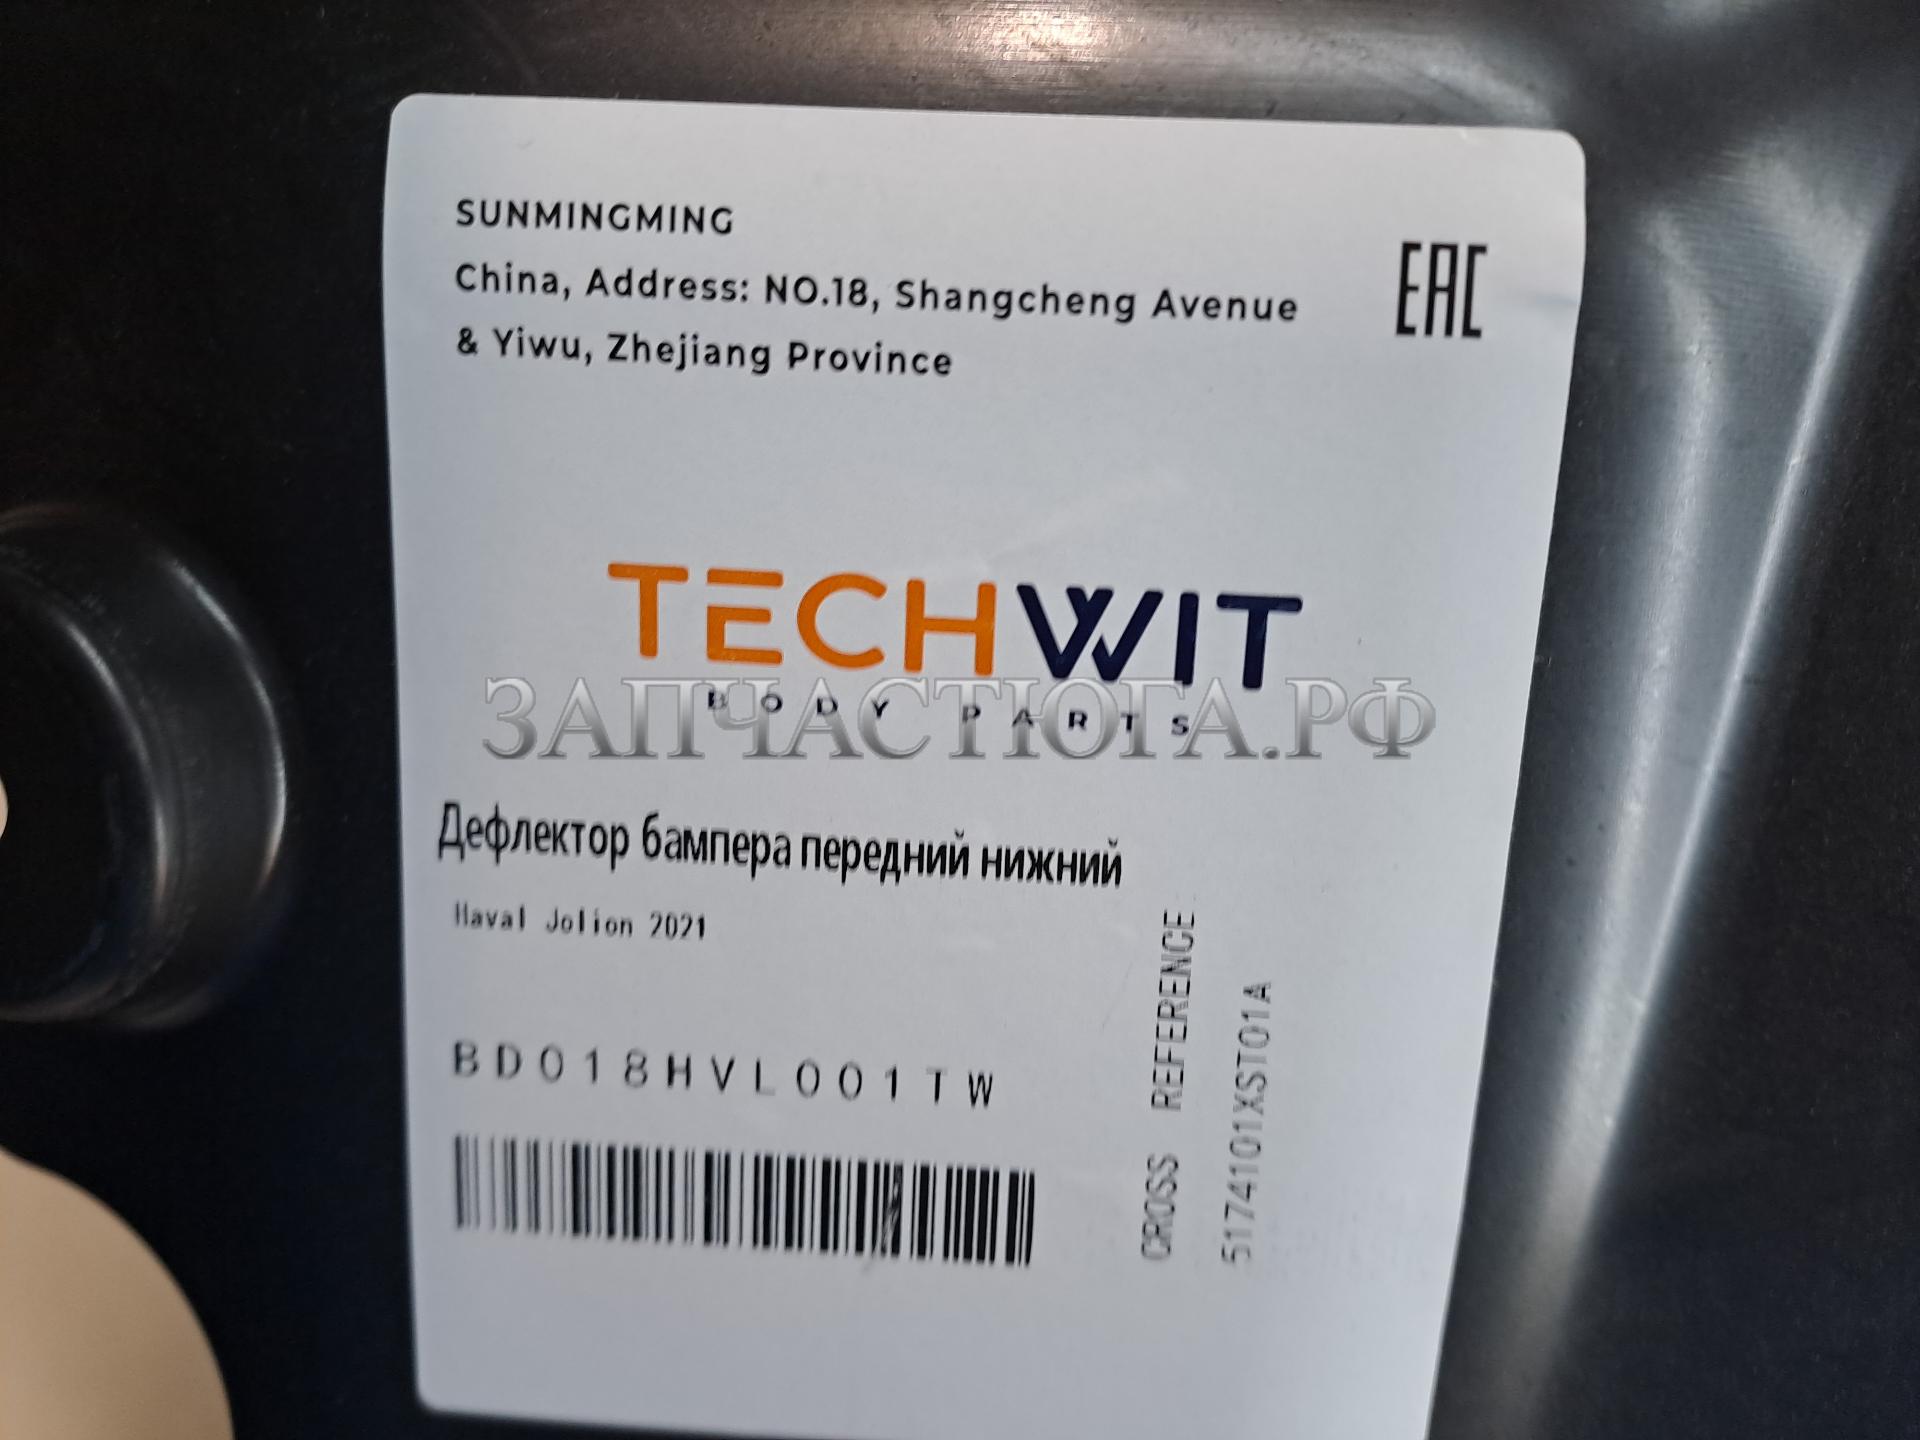 SUNMINGMING
China, Address: NO.18, Shangcheng Avenue
& Yiwu, Zhejiang Province
EAC
TECHWIT
BODY PARTS
ЗАПЧАСТЮГА.РФ
Дефлектор бампера передний нижний
Haval Jolion 2021
BD018HVL001TW
CROSS REFERENCE
5174101XST01A